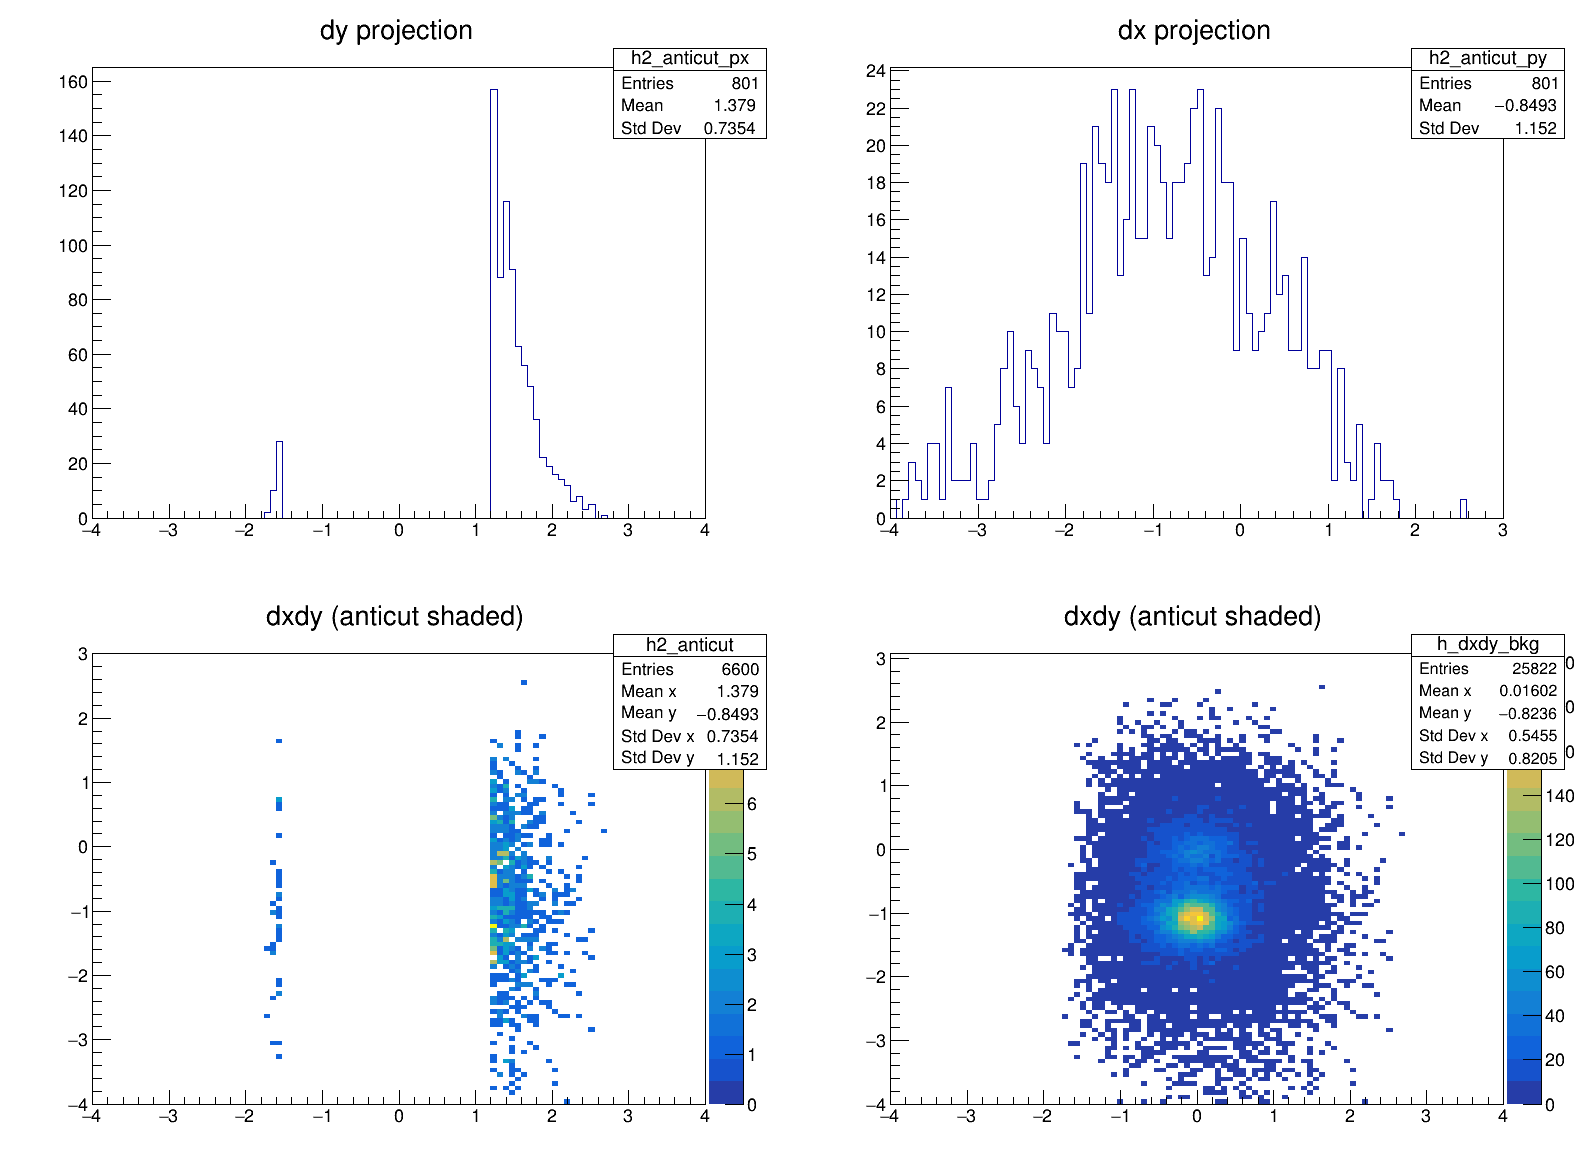 dy projection
h2_anticut_px
Entries 801
Mean 1.379
Std Dev 0.7354
160
140
120
100
80
60
40
20
0
−4 −3 −2 −1 0 1 2 3 4
dx projection
h2_anticut_py
Entries 801
Mean −0.8493
Std Dev 1.152
24
22
20
18
16
14
12
10
8
6
4
2
0
−4 −3 −2 −1 0 1 2 3
dxdy (anticut shaded)
h2_anticut
Entries 6600
Mean x 1.379
Mean y −0.8493
Std Dev x 0.7354
Std Dev y 1.152
3
2
1
0
−1
−2
−3
−4
−4 −3 −2 −1 0 1 2 3 4
6
5
4
3
2
1
0
dxdy (anticut shaded)
h_dxdy_bkg
Entries 25822
Mean x 0.01602
Mean y −0.8236
Std Dev x 0.5455
Std Dev y 0.8205
3
2
1
0
−1
−2
−3
−4
−4 −3 −2 −1 0 1 2 3 4
0
0
0
140
120
100
80
60
40
20
0